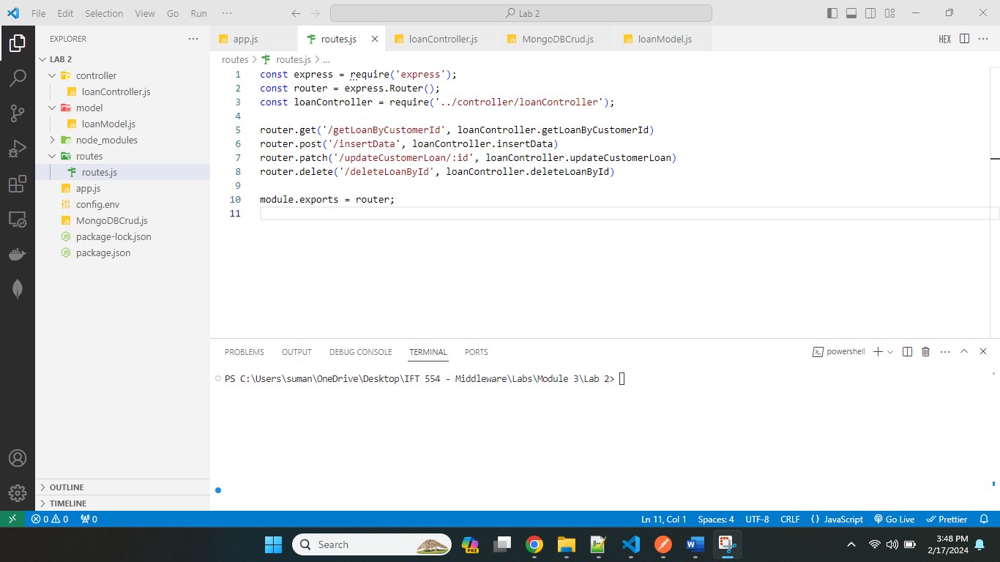 File Edit Selection View Go Run ··· Lab 2
EXPLORER ···
LAB 2
controller
loanController.js
model
loanModel.js
node_modules
routes
routes.js
app.js
config.env
MongoDBCrud.js
package-lock.json
package.json
OUTLINE
TIMELINE
app.js routes.js loanController.js MongoDBCrud.js loanModel.js HEX
routes > routes.js > ...
1 const express = require('express');
2 const router = express.Router();
3 const loanController = require('../controller/loanController');
4
5 router.get('/getLoanByCustomerId', loanController.getLoanByCustomerId)
6 router.post('/insertData', loanController.insertData)
7 router.patch('/updateCustomerLoan/:id', loanController.updateCustomerLoan)
8 router.delete('/deleteLoanById', loanController.deleteLoanById)
9
10 module.exports = router;
11
PROBLEMS OUTPUT DEBUG CONSOLE TERMINAL PORTS powershell
PS C:\Users\suman\OneDrive\Desktop\IFT 554 - Middleware\Labs\Module 3\Lab 2>
0 0 0 Ln 11, Col 1 Spaces: 4 UTF-8 CRLF {} JavaScript Go Live Prettier
Search PRE 3:48 PM
2/17/2024